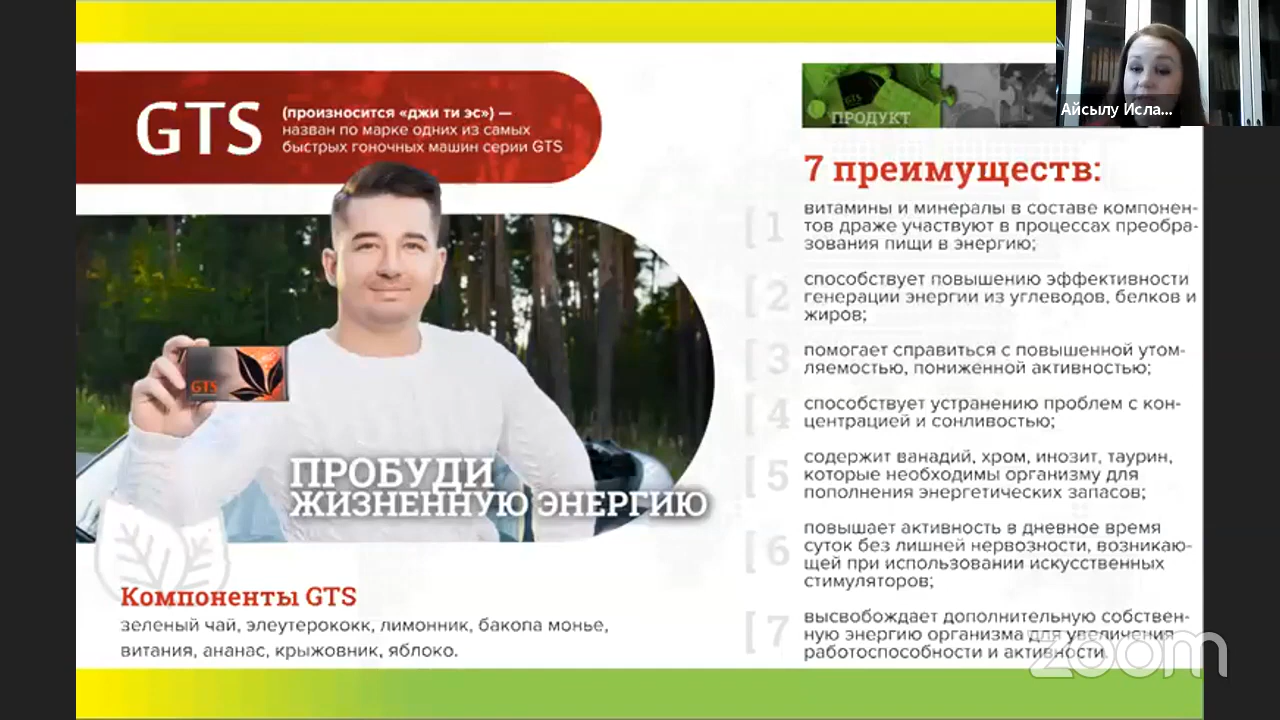 GTS
(произносится «джи ти эс») —
назван по марке одних из самых
быстрых гоночных машин серии GTS
GTS
ПРОБУДИ
ЖИЗНЕННУЮ ЭНЕРГИЮ
Компоненты GTS
зеленый чай, элеутерококк, лимонник, бакопа монье,
витания, ананас, крыжовник, яблоко.
Айсылу Исла...
ПРОДУКТ
7 преимуществ:
[1
витамины и минералы в составе компонен-
тов драже участвуют в процессах преобра-
зования пищи в энергию;
[2
способствует повышению эффективности
генерации энергии из углеводов, белков и
жиров;
[3
помогает справиться с повышенной утом-
ляемостью, пониженной активностью;
[4
способствует устранению проблем с кон-
центрацией и сонливостью;
[5
содержит ванадий, хром, инозит, таурин,
которые необходимы организму для
пополнения энергетических запасов;
[6
повышает активность в дневное время
суток без лишней нервозности, возникаю-
щей при использовании искусственных
стимуляторов;
[7
высвобождает дополнительную собствен-
ную энергию организма для увеличения
работоспособности и активности.
zoom